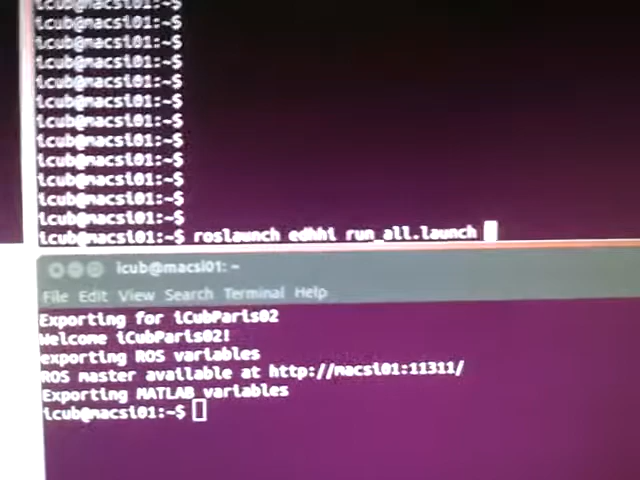 icub@macsi01:~$
icub@macsi01:~$
icub@macsi01:~$
icub@macsi01:~$
icub@macsi01:~$
icub@macsi01:~$
icub@macsi01:~$
icub@macsi01:~$
icub@macsi01:~$
icub@macsi01:~$
icub@macsi01:~$
icub@macsi01:~$
icub@macsi01:~$ roslaunch edhhi run_all.launch
icub@macsi01: ~
File Edit View Search Terminal Help
Exporting for iCubParis02
Welcome iCubParis02!
exporting ROS variables
ROS master available at http://macsi01:11311/
Exporting MATLAB variables
icub@macsi01:~$